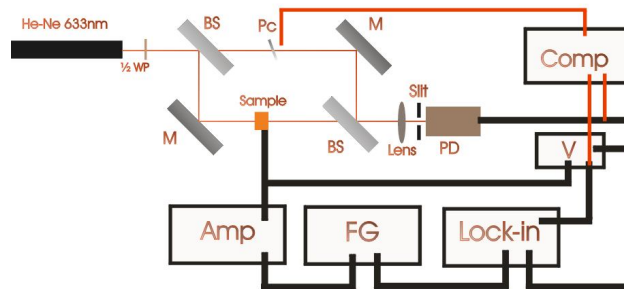 He-Ne 633nm
BS
Pc
M
Comp
½ WP
Sample
Slit
M
BS
Lens
PD
V
Amp
FG
Lock-in